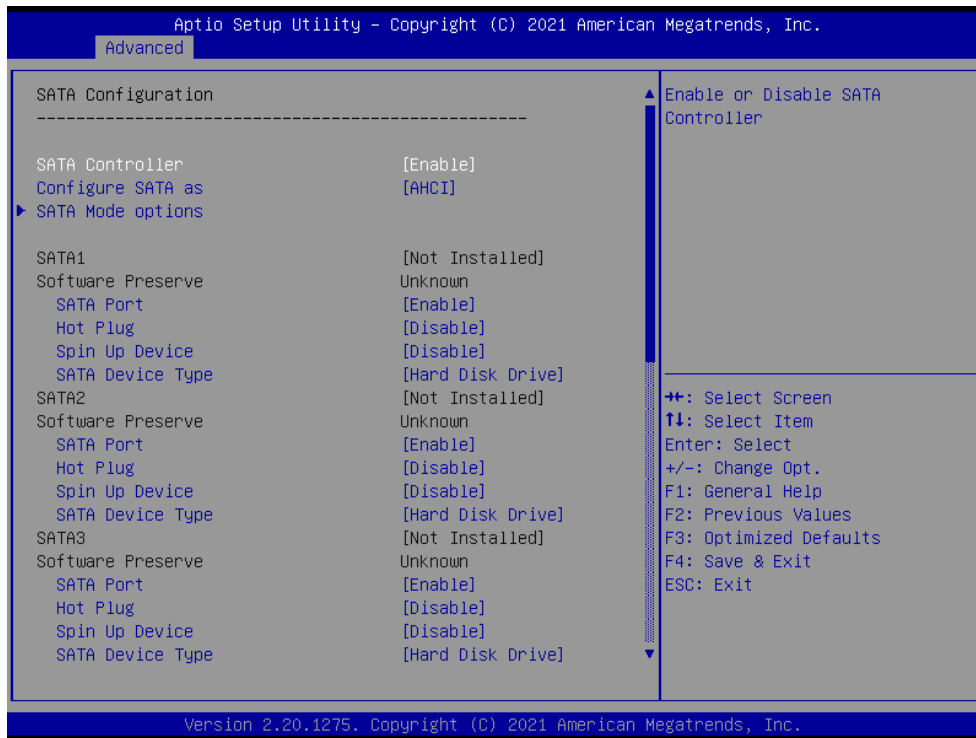 Aptio Setup Utility – Copyright (C) 2021 American Megatrends, Inc.
Advanced
SATA Configuration
--------------------------------------------------
SATA Controller [Enable]
Configure SATA as [AHCI]
▶ SATA Mode options
SATA1 [Not Installed]
Software Preserve Unknown
SATA Port [Enable]
Hot Plug [Disable]
Spin Up Device [Disable]
SATA Device Type [Hard Disk Drive]
SATA2 [Not Installed]
Software Preserve Unknown
SATA Port [Enable]
Hot Plug [Disable]
Spin Up Device [Disable]
SATA Device Type [Hard Disk Drive]
SATA3 [Not Installed]
Software Preserve Unknown
SATA Port [Enable]
Hot Plug [Disable]
Spin Up Device [Disable]
SATA Device Type [Hard Disk Drive]
Enable or Disable SATA
Controller
→←: Select Screen
↑↓: Select Item
Enter: Select
+/-: Change Opt.
F1: General Help
F2: Previous Values
F3: Optimized Defaults
F4: Save & Exit
ESC: Exit
Version 2.20.1275. Copyright (C) 2021 American Megatrends, Inc.